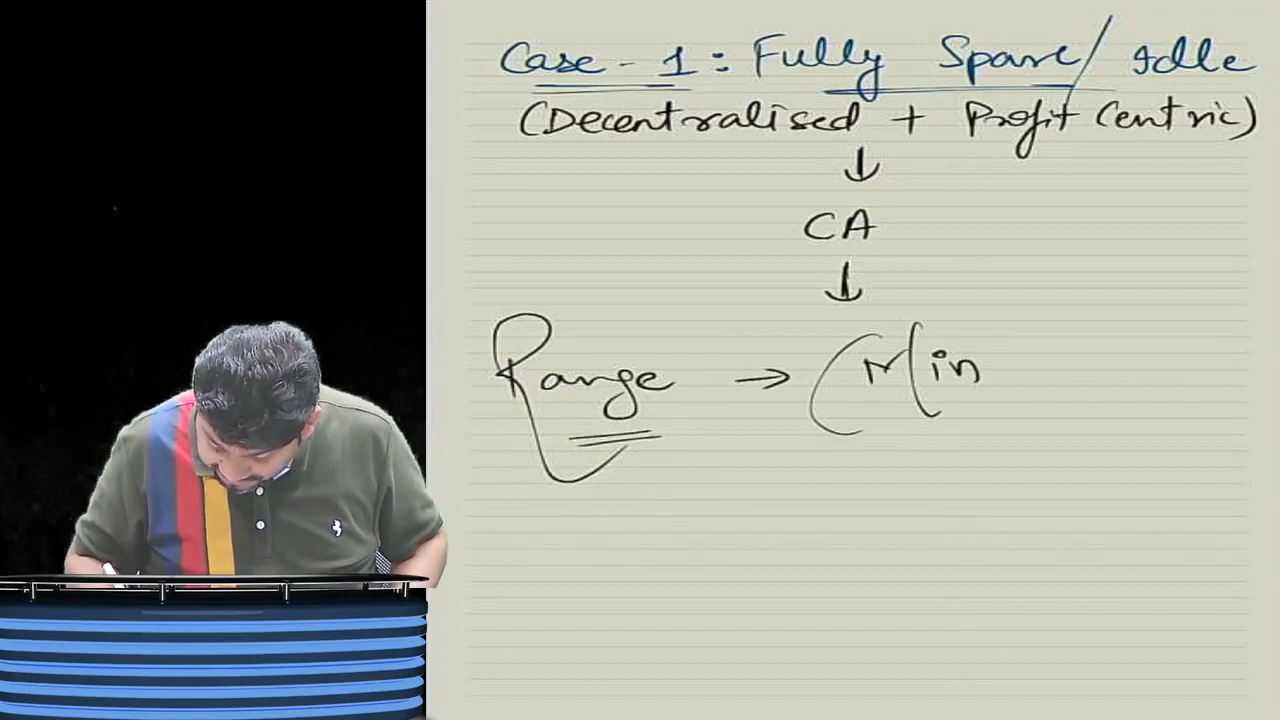 Case - 1 : Fully Spare / Idle
(Decentralised + Profit Centric)
↓
CA
↓
Range → (Min